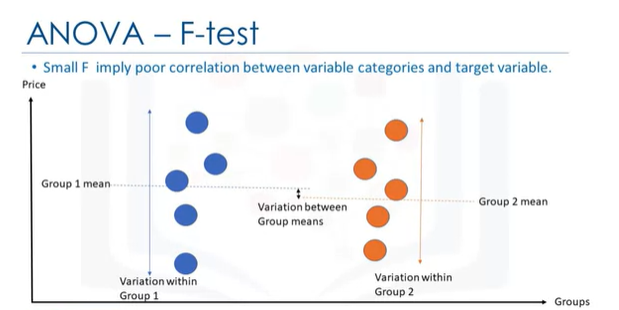 ANOVA – F-test
• Small F imply poor correlation between variable categories and target variable.
Price
Group 1 mean
Variation between
Group means
Group 2 mean
Variation within
Group 1
Variation within
Group 2
Groups